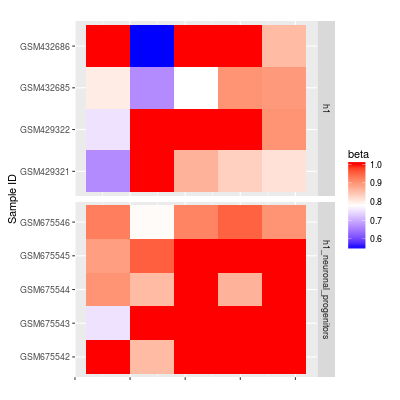 GSM432686
GSM432685
GSM429322
GSM429321
h1
GSM675546
GSM675545
GSM675544
GSM675543
GSM675542
h1_neuronal_progenitors
Sample ID
beta
1.0
0.9
0.8
0.7
0.6